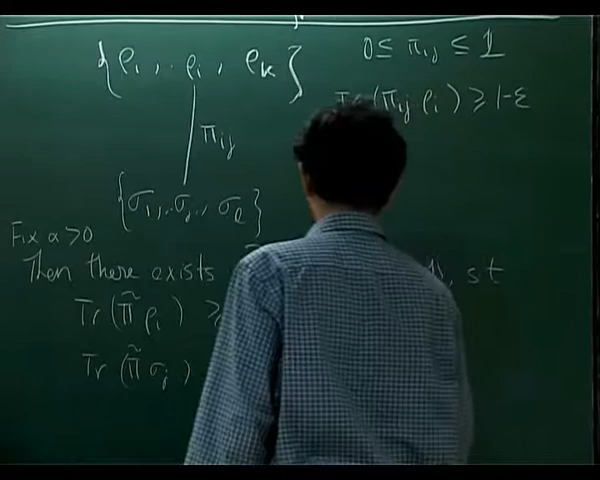 {ρ₁, .. ρᵢ, ρₖ}
0 ≤ πᵢⱼ ≤ 𝟙
(πᵢⱼ ρᵢ) ≥ 1-ε
πᵢⱼ
{σ₁, .. σⱼ .., σₗ}
Fix α>0
Then there exists
, st
Tr(π̃ ρᵢ) ≥
Tr(π̃ σⱼ)